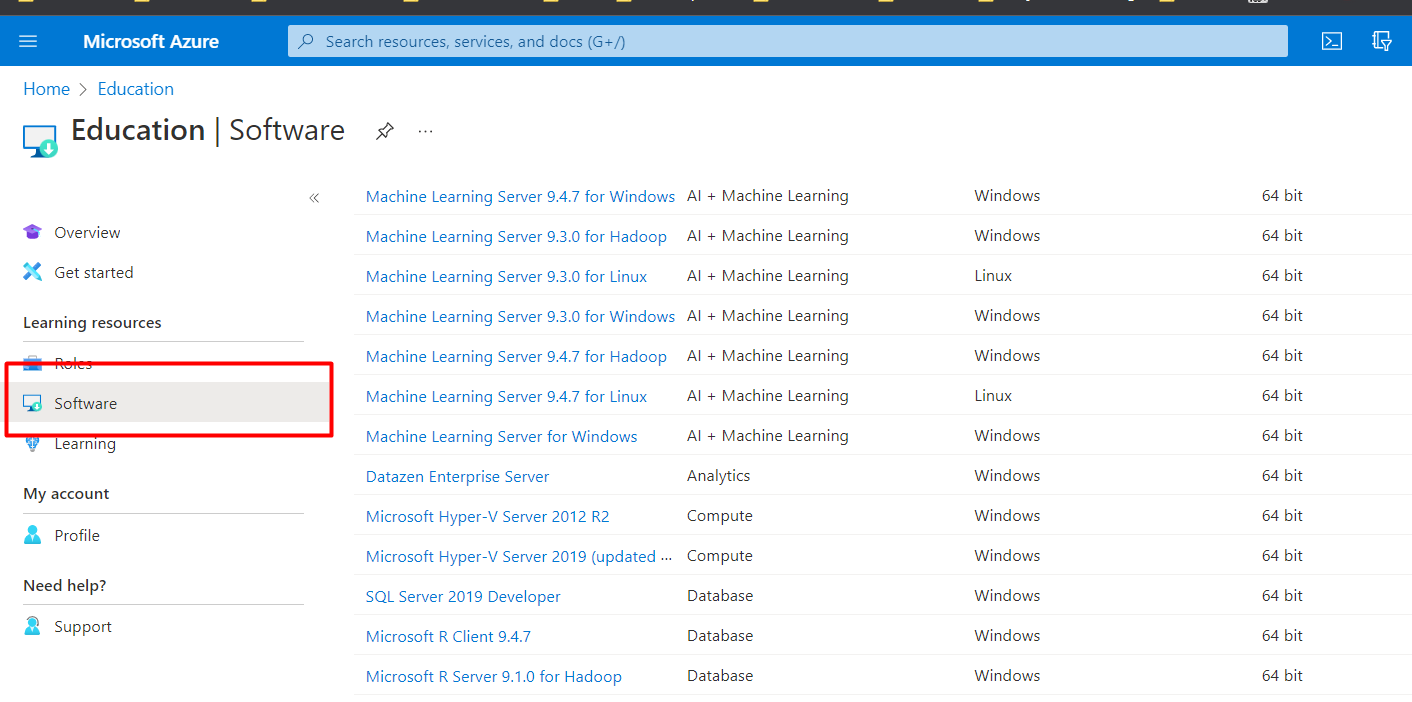 Microsoft Azure
Search resources, services, and docs (G+/)
Home > Education
Education | Software
...
«
Overview
Get started
Learning resources
Roles
Software
Learning
My account
Profile
Need help?
Support
Machine Learning Server 9.4.7 for Windows AI + Machine Learning Windows 64 bit
Machine Learning Server 9.3.0 for Hadoop AI + Machine Learning Windows 64 bit
Machine Learning Server 9.3.0 for Linux AI + Machine Learning Linux 64 bit
Machine Learning Server 9.3.0 for Windows AI + Machine Learning Windows 64 bit
Machine Learning Server 9.4.7 for Hadoop AI + Machine Learning Windows 64 bit
Machine Learning Server 9.4.7 for Linux AI + Machine Learning Linux 64 bit
Machine Learning Server for Windows AI + Machine Learning Windows 64 bit
Datazen Enterprise Server Analytics Windows 64 bit
Microsoft Hyper-V Server 2012 R2 Compute Windows 64 bit
Microsoft Hyper-V Server 2019 (updated ... Compute Windows 64 bit
SQL Server 2019 Developer Database Windows 64 bit
Microsoft R Client 9.4.7 Database Windows 64 bit
Microsoft R Server 9.1.0 for Hadoop Database Windows 64 bit